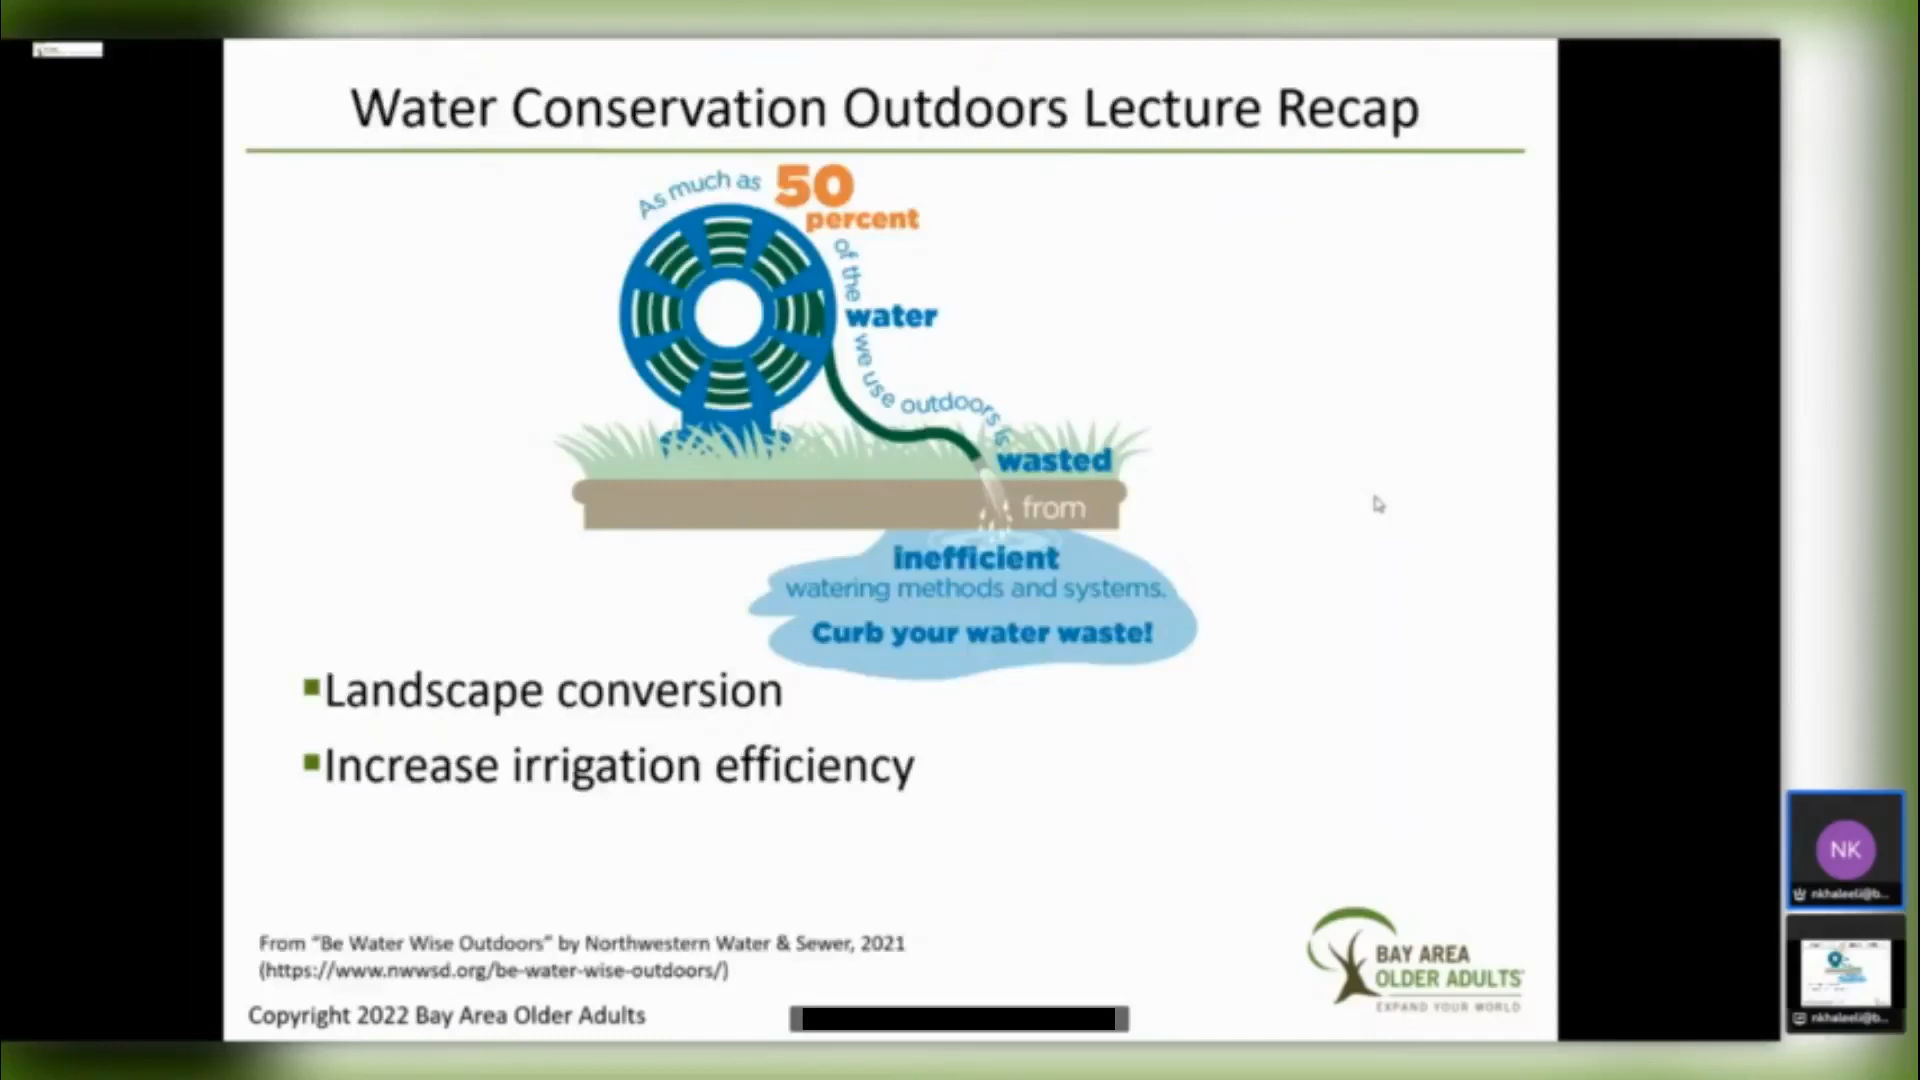 Water Conservation Outdoors Lecture Recap
As much as 50
percent
of the
water
we use outdoors is
wasted
from
inefficient
watering methods and systems.
Curb your water waste!
Landscape conversion
Increase irrigation efficiency
From “Be Water Wise Outdoors” by Northwestern Water & Sewer, 2021
(https://www.nwwsd.org/be-water-wise-outdoors/)
Copyright 2022 Bay Area Older Adults
BAY AREA
OLDER ADULTS
EXPAND YOUR WORLD
NK
nkhaleeli@b...
nkhaleeli@b...